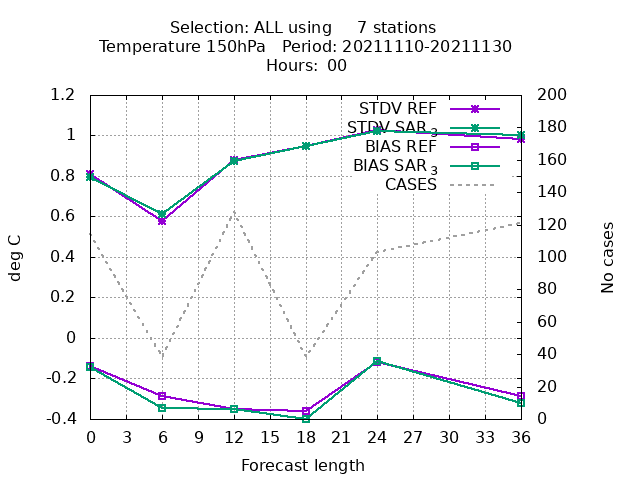 Selection: ALL using 7 stations
Temperature 150hPa Period: 20211110-20211130
Hours: 00
1.2
1
0.8
0.6
0.4
0.2
0
-0.2
-0.4
deg C
STDV REF
STDV SAR 3
BIAS REF
BIAS SAR 3
CASES
200
180
160
140
120
100
80
60
40
20
0
No cases
0 3 6 9 12 15 18 21 24 27 30 33 36
Forecast length